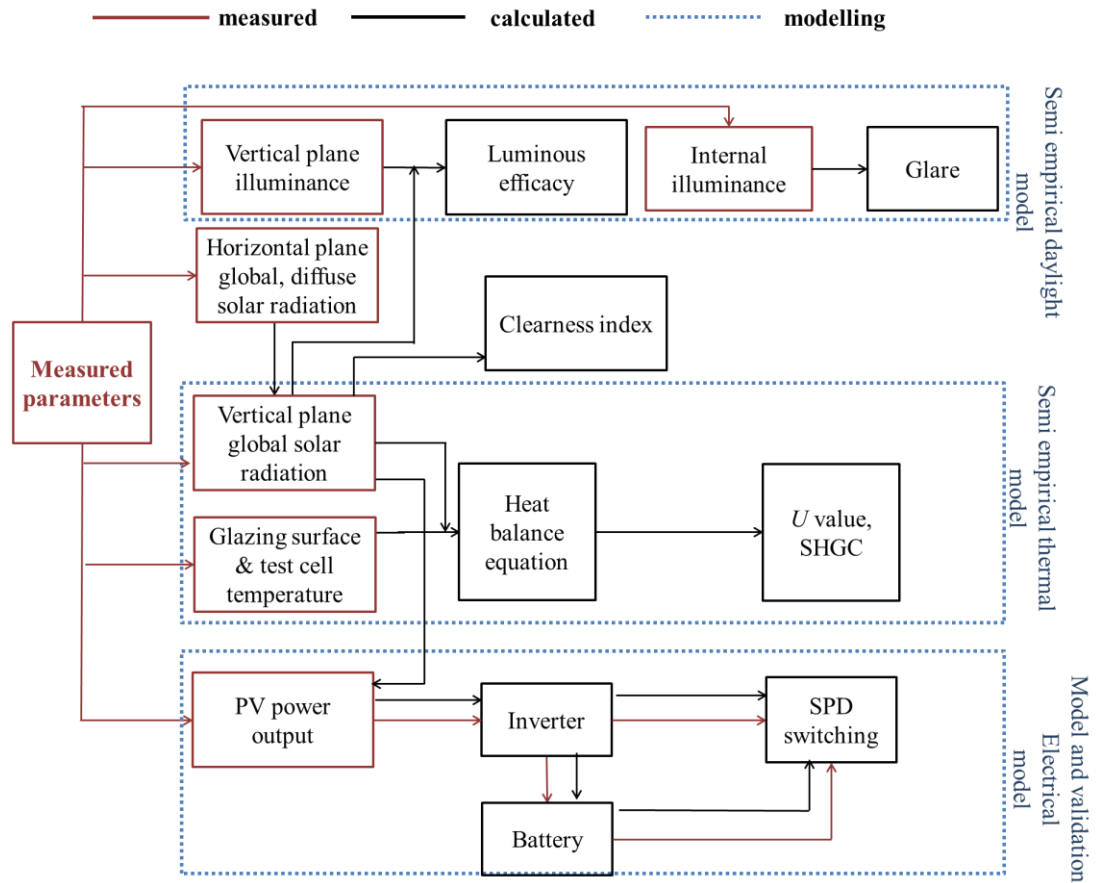 measured
calculated
modelling
Vertical plane
illuminance
Luminous
efficacy
Internal
illuminance
Glare
Semi empirical daylight
model
Horizontal plane
global, diffuse
solar radiation
Clearness index
Measured
parameters
Vertical plane
global solar
radiation
Heat
balance
equation
U value,
SHGC
Glazing surface
& test cell
temperature
Semi empirical thermal
model
PV power
output
Inverter
SPD
switching
Battery
Model and validation
Electrical
model